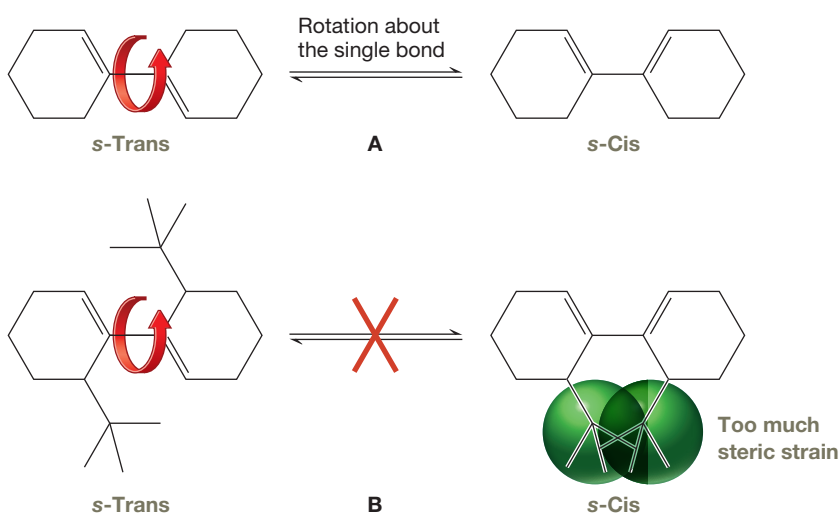 Rotation about
the single bond
s-Trans
A
s-Cis
Too much
steric strain
s-Trans
B
s-Cis